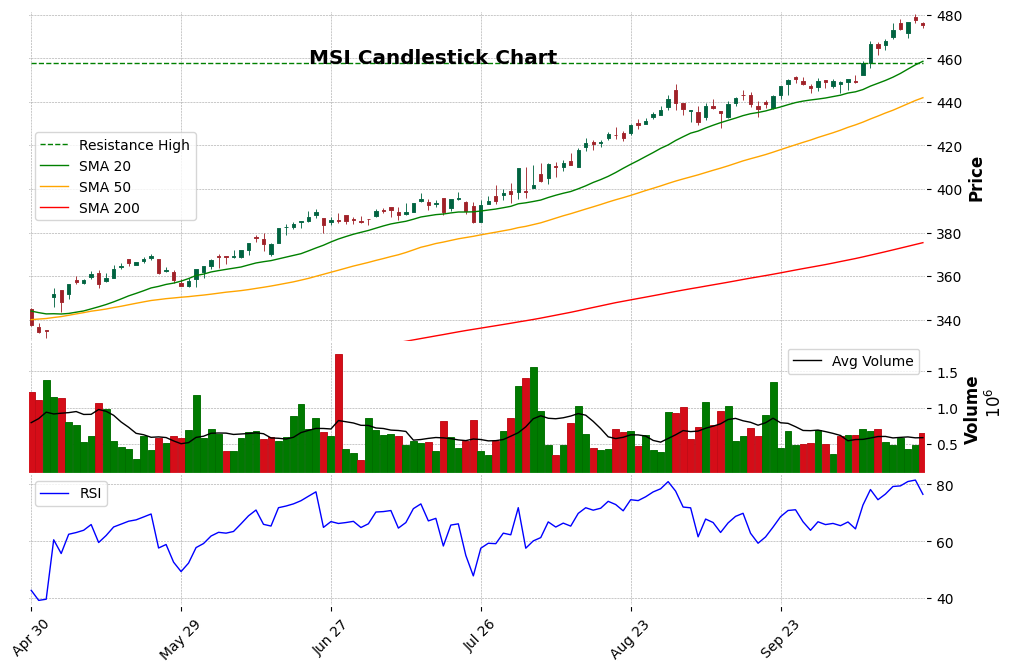 MSI Candlestick Chart
Resistance High
SMA 20
SMA 50
SMA 200
480
460
440
420
400
380
360
340
Price
Avg Volume
1.5
1.0
0.5
Volume
10^6
RSI
80
60
40
Apr 30
May 29
Jun 27
Jul 26
Aug 23
Sep 23